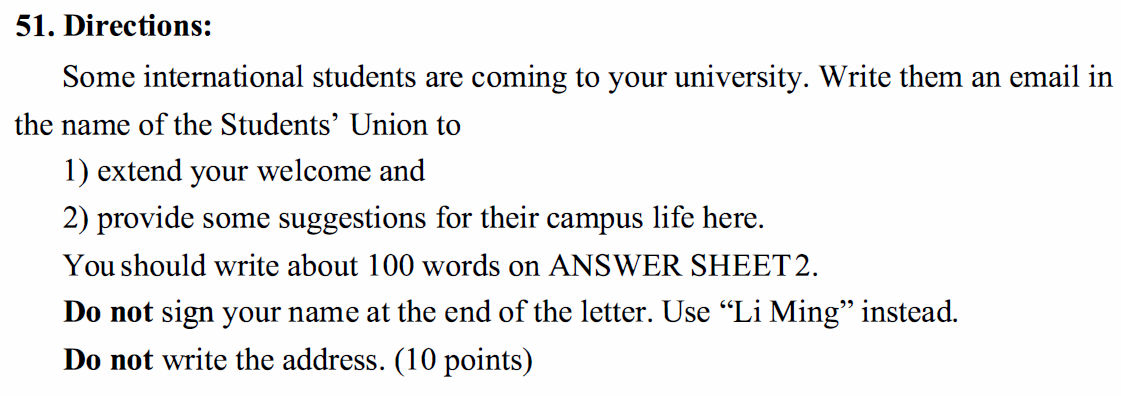 51. Directions:
Some international students are coming to your university. Write them an email in
the name of the Students’ Union to
1) extend your welcome and
2) provide some suggestions for their campus life here.
You should write about 100 words on ANSWER SHEET 2.
Do not sign your name at the end of the letter. Use “Li Ming” instead.
Do not write the address. (10 points)